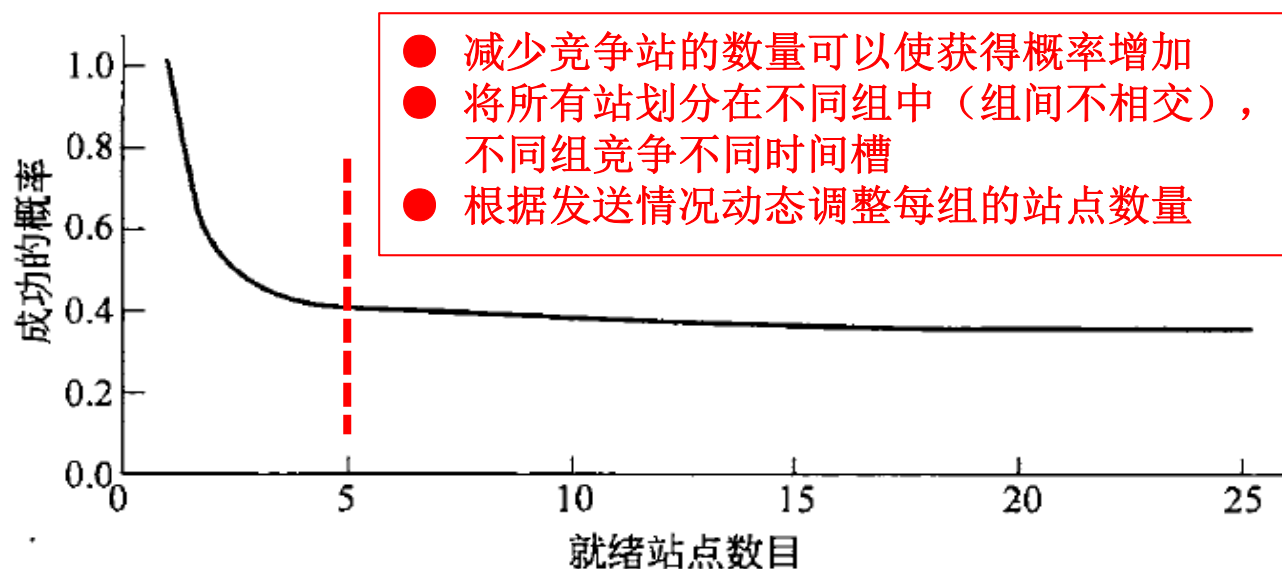 ● 减少竞争站的数量可以使获得概率增加
● 将所有站划分在不同组中（组间不相交），
不同组竞争不同时间槽
● 根据发送情况动态调整每组的站点数量
成功的概率
1.0
0.8
0.6
0.4
0.2
0.0
0 5 10 15 20 25
就绪站点数目